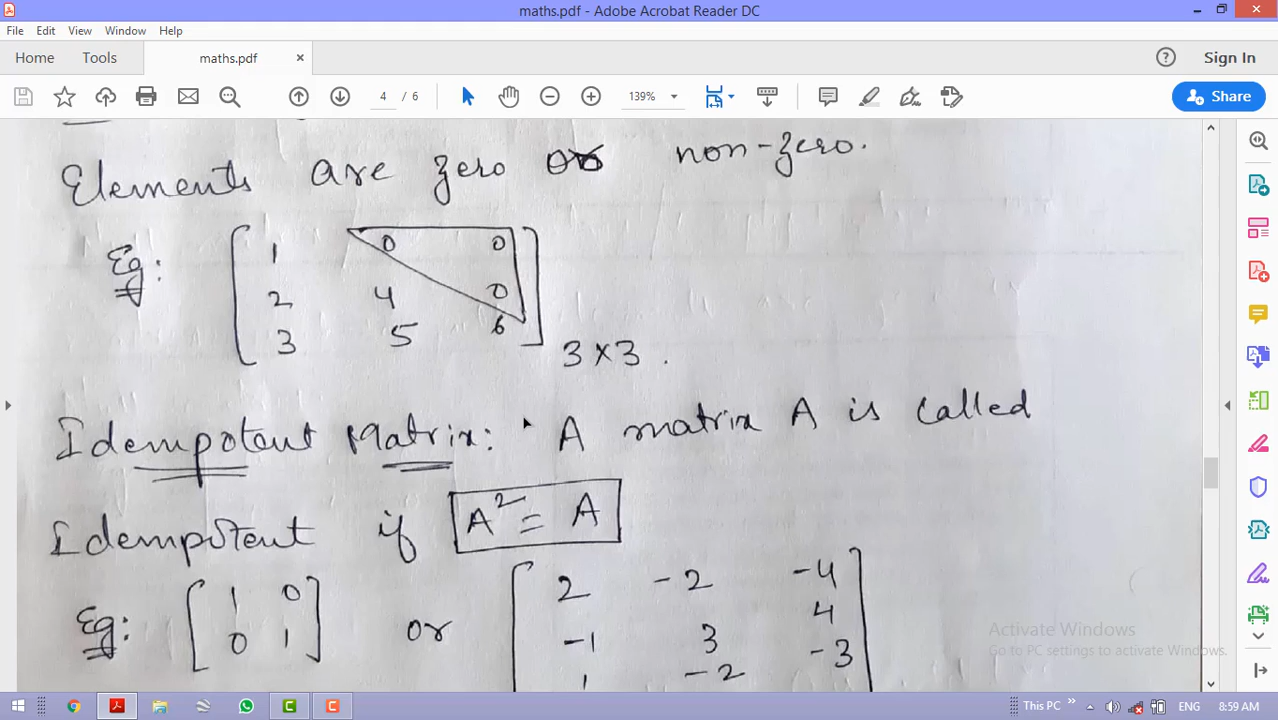 maths.pdf - Adobe Acrobat Reader DC
File Edit View Window Help
Home Tools maths.pdf × Sign In
4 / 6 139% Share
Elements are zero or non-zero.
Eg: 1 0 0
2 4 0
3 5 6
3×3.
Idempotent Matrix: A matrix A is called
Idempotent if A² = A
Eg: 1 0
0 1
or
2 -2 -4
-1 3 4
1 -2 -3
Activate Windows
Go to PC settings to activate Windows.
This PC » ENG 8:59 AM